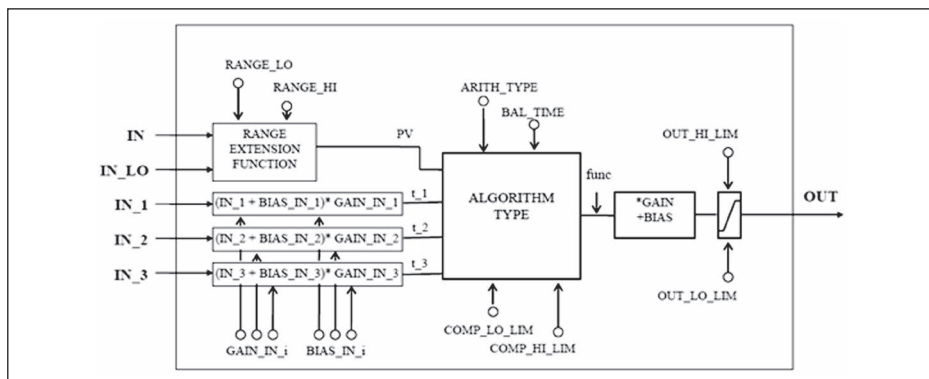 RANGE_LO
RANGE_HI
ARITH_TYPE
BAL_TIME
OUT_HI_LIM
IN
IN_LO
RANGE
EXTENSION
FUNCTION
PV
IN_1
(IN_1 + BIAS_IN_1)* GAIN_IN_1
t_1
IN_2
(IN_2 + BIAS_IN_2)* GAIN_IN_2
t_2
IN_3
(IN_3 + BIAS_IN_3)* GAIN_IN_3
t_3
ALGORITHM
TYPE
func
*GAIN
+BIAS
OUT
OUT_LO_LIM
GAIN_IN_i
BIAS_IN_i
COMP_LO_LIM
COMP_HI_LIM